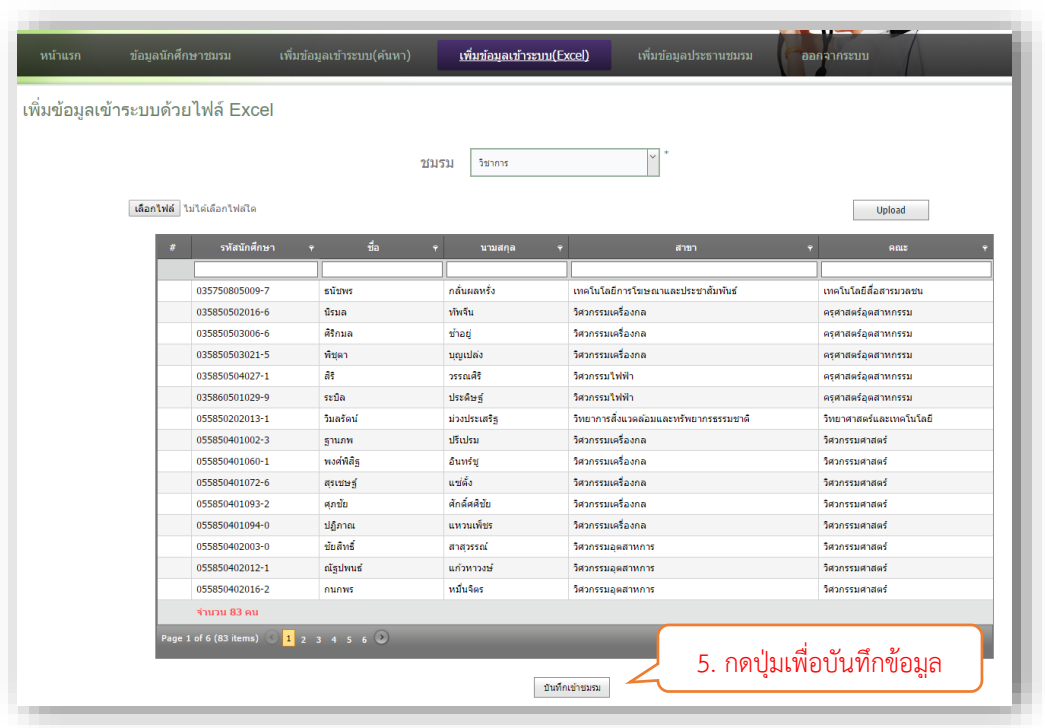 หน้าแรก ข้อมูลนักศึกษาชมรม เพิ่มข้อมูลเข้าระบบ(ค้นหา) เพิ่มข้อมูลเข้าระบบ(Excel) เพิ่มข้อมูลประธานชมรม ออกจากระบบ
เพิ่มข้อมูลเข้าระบบด้วยไฟล์ Excel
ชมรม วิชาการ *
เลือกไฟล์ ไม่ได้เลือกไฟล์ใด Upload
# รหัสนักศึกษา ชื่อ นามสกุล สาขา คณะ
035750805009-7 ธนัชพร กลั่นผลหรั่ง เทคโนโลยีการโฆษณาและประชาสัมพันธ์ เทคโนโลยีสื่อสารมวลชน
035850502016-6 นิรมล ทัพจีน วิศวกรรมเครื่องกล ครุศาสตร์อุตสาหกรรม
035850503006-6 ศิริกมล ช้าอยู่ วิศวกรรมเครื่องกล ครุศาสตร์อุตสาหกรรม
035850503021-5 พิชุดา บุญเปล่ง วิศวกรรมเครื่องกล ครุศาสตร์อุตสาหกรรม
035850504027-1 สิริ วรรณศิริ วิศวกรรมไฟฟ้า ครุศาสตร์อุตสาหกรรม
035860501029-9 ระบิล ประดิษฐ์ วิศวกรรมไฟฟ้า ครุศาสตร์อุตสาหกรรม
055850202013-1 วิมลรัตน์ ม่วงประเสริฐ วิทยาการสิ่งแวดล้อมและทรัพยากรธรรมชาติ วิทยาศาสตร์และเทคโนโลยี
055850401002-3 ฐานภพ ปรีเปรม วิศวกรรมเครื่องกล วิศวกรรมศาสตร์
055850401060-1 พงศ์พิสิฐ อินทร์ชู วิศวกรรมเครื่องกล วิศวกรรมศาสตร์
055850401072-6 สุรเชษฐ์ แซ่ตั้ง วิศวกรรมเครื่องกล วิศวกรรมศาสตร์
055850401093-2 ศุภชัย ศักดิ์ศศิชัย วิศวกรรมเครื่องกล วิศวกรรมศาสตร์
055850401094-0 ปฏิภาณ แหวนเพ็ชร วิศวกรรมเครื่องกล วิศวกรรมศาสตร์
055850402003-0 ชัยสิทธิ์ สาสุวรรณ์ วิศวกรรมอุตสาหการ วิศวกรรมศาสตร์
055850402012-1 ณัฐปพนธ์ แก้วหาวงษ์ วิศวกรรมอุตสาหการ วิศวกรรมศาสตร์
055850402016-2 กนกพร หมื่นจิตร วิศวกรรมอุตสาหการ วิศวกรรมศาสตร์
จำนวน 83 คน
Page 1 of 6 (83 items) 1 2 3 4 5 6
5. กดปุ่มเพื่อบันทึกข้อมูล
บันทึกเข้าชมรม